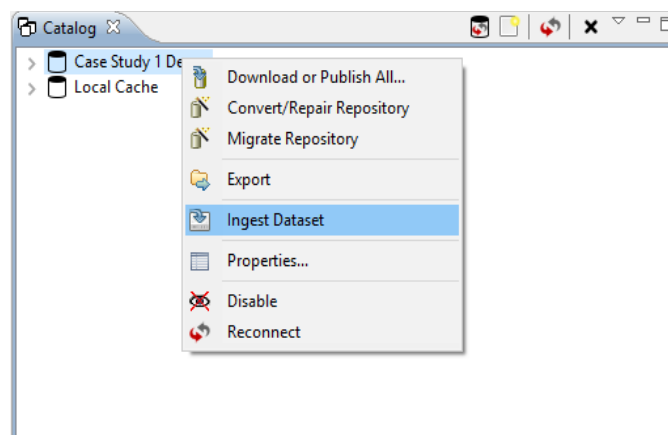 Catalog
Case Study 1 De
Local Cache
Download or Publish All...
Convert/Repair Repository
Migrate Repository
Export
Ingest Dataset
Properties...
Disable
Reconnect